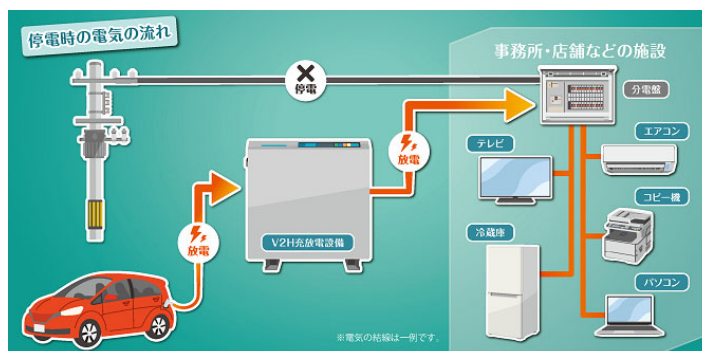 停電時の電気の流れ
事務所・店舗などの施設
停電
分電盤
放電
テレビ
エアコン
コピー機
冷蔵庫
V2H充放電設備
放電
パソコン
※電気の結線は一例です。